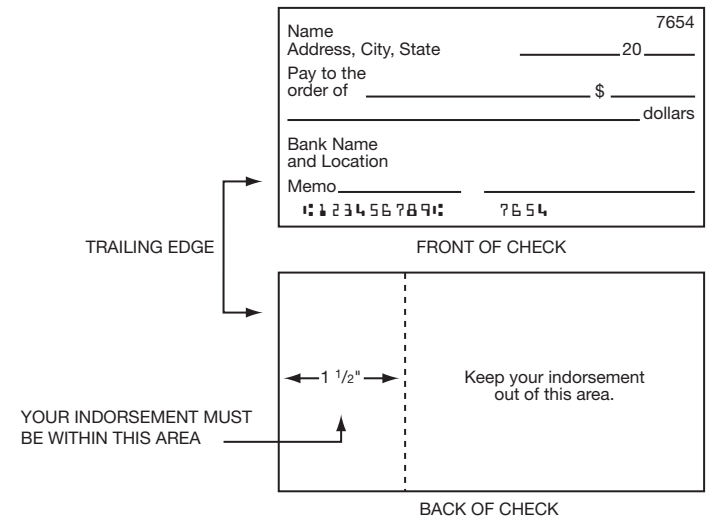 7654
Name
Address, City, State 20
Pay to the
order of $
dollars
Bank Name
and Location
Memo
⑆123456789⑆ 7654
TRAILING EDGE
FRONT OF CHECK
1 1/2"
Keep your indorsement
out of this area.
YOUR INDORSEMENT MUST
BE WITHIN THIS AREA
BACK OF CHECK